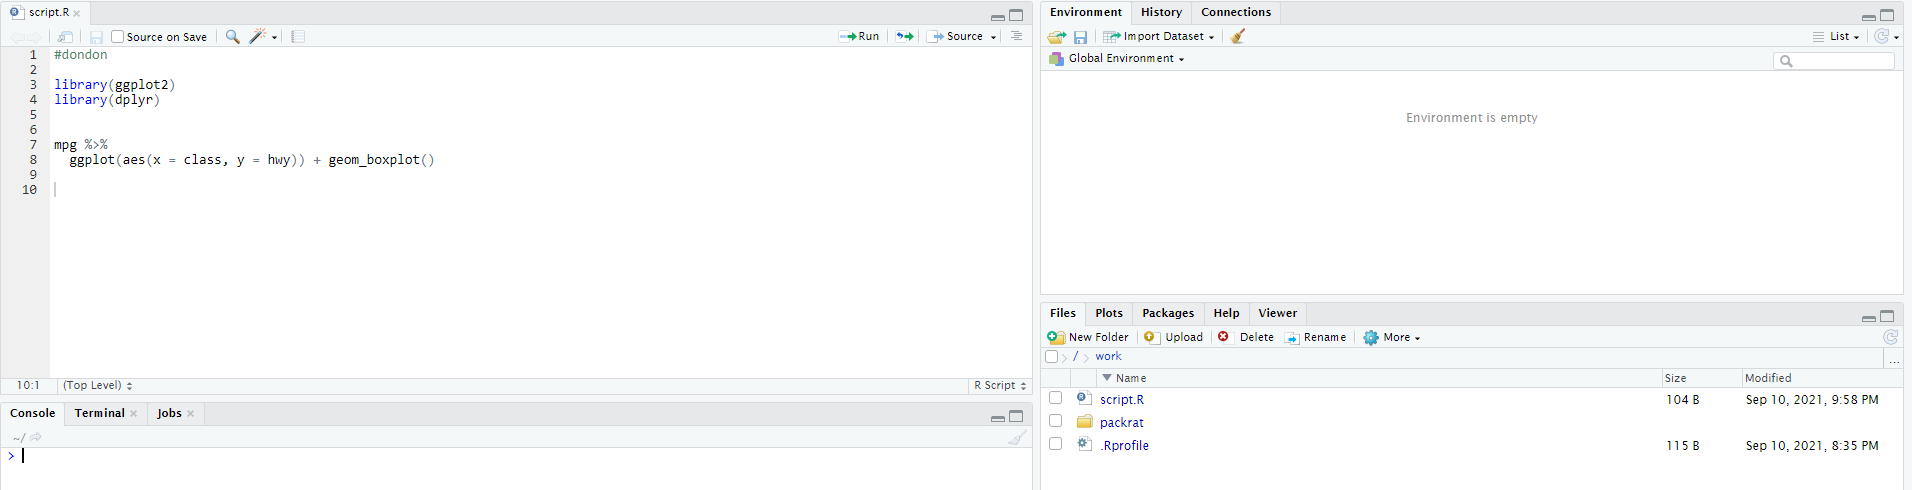 script.R
Source on Save
Run
Source
1 #dondon
2
3 library(ggplot2)
4 library(dplyr)
5
6
7 mpg %>%
8   ggplot(aes(x = class, y = hwy)) + geom_boxplot()
9
10
10:1 (Top Level) R Script
Console Terminal Jobs
~/
>
Environment History Connections
Import Dataset List
Global Environment
Environment is empty
Files Plots Packages Help Viewer
New Folder Upload Delete Rename More
/ work ...
Name Size Modified
script.R 104 B Sep 10, 2021, 9:58 PM
packrat
.Rprofile 115 B Sep 10, 2021, 8:35 PM